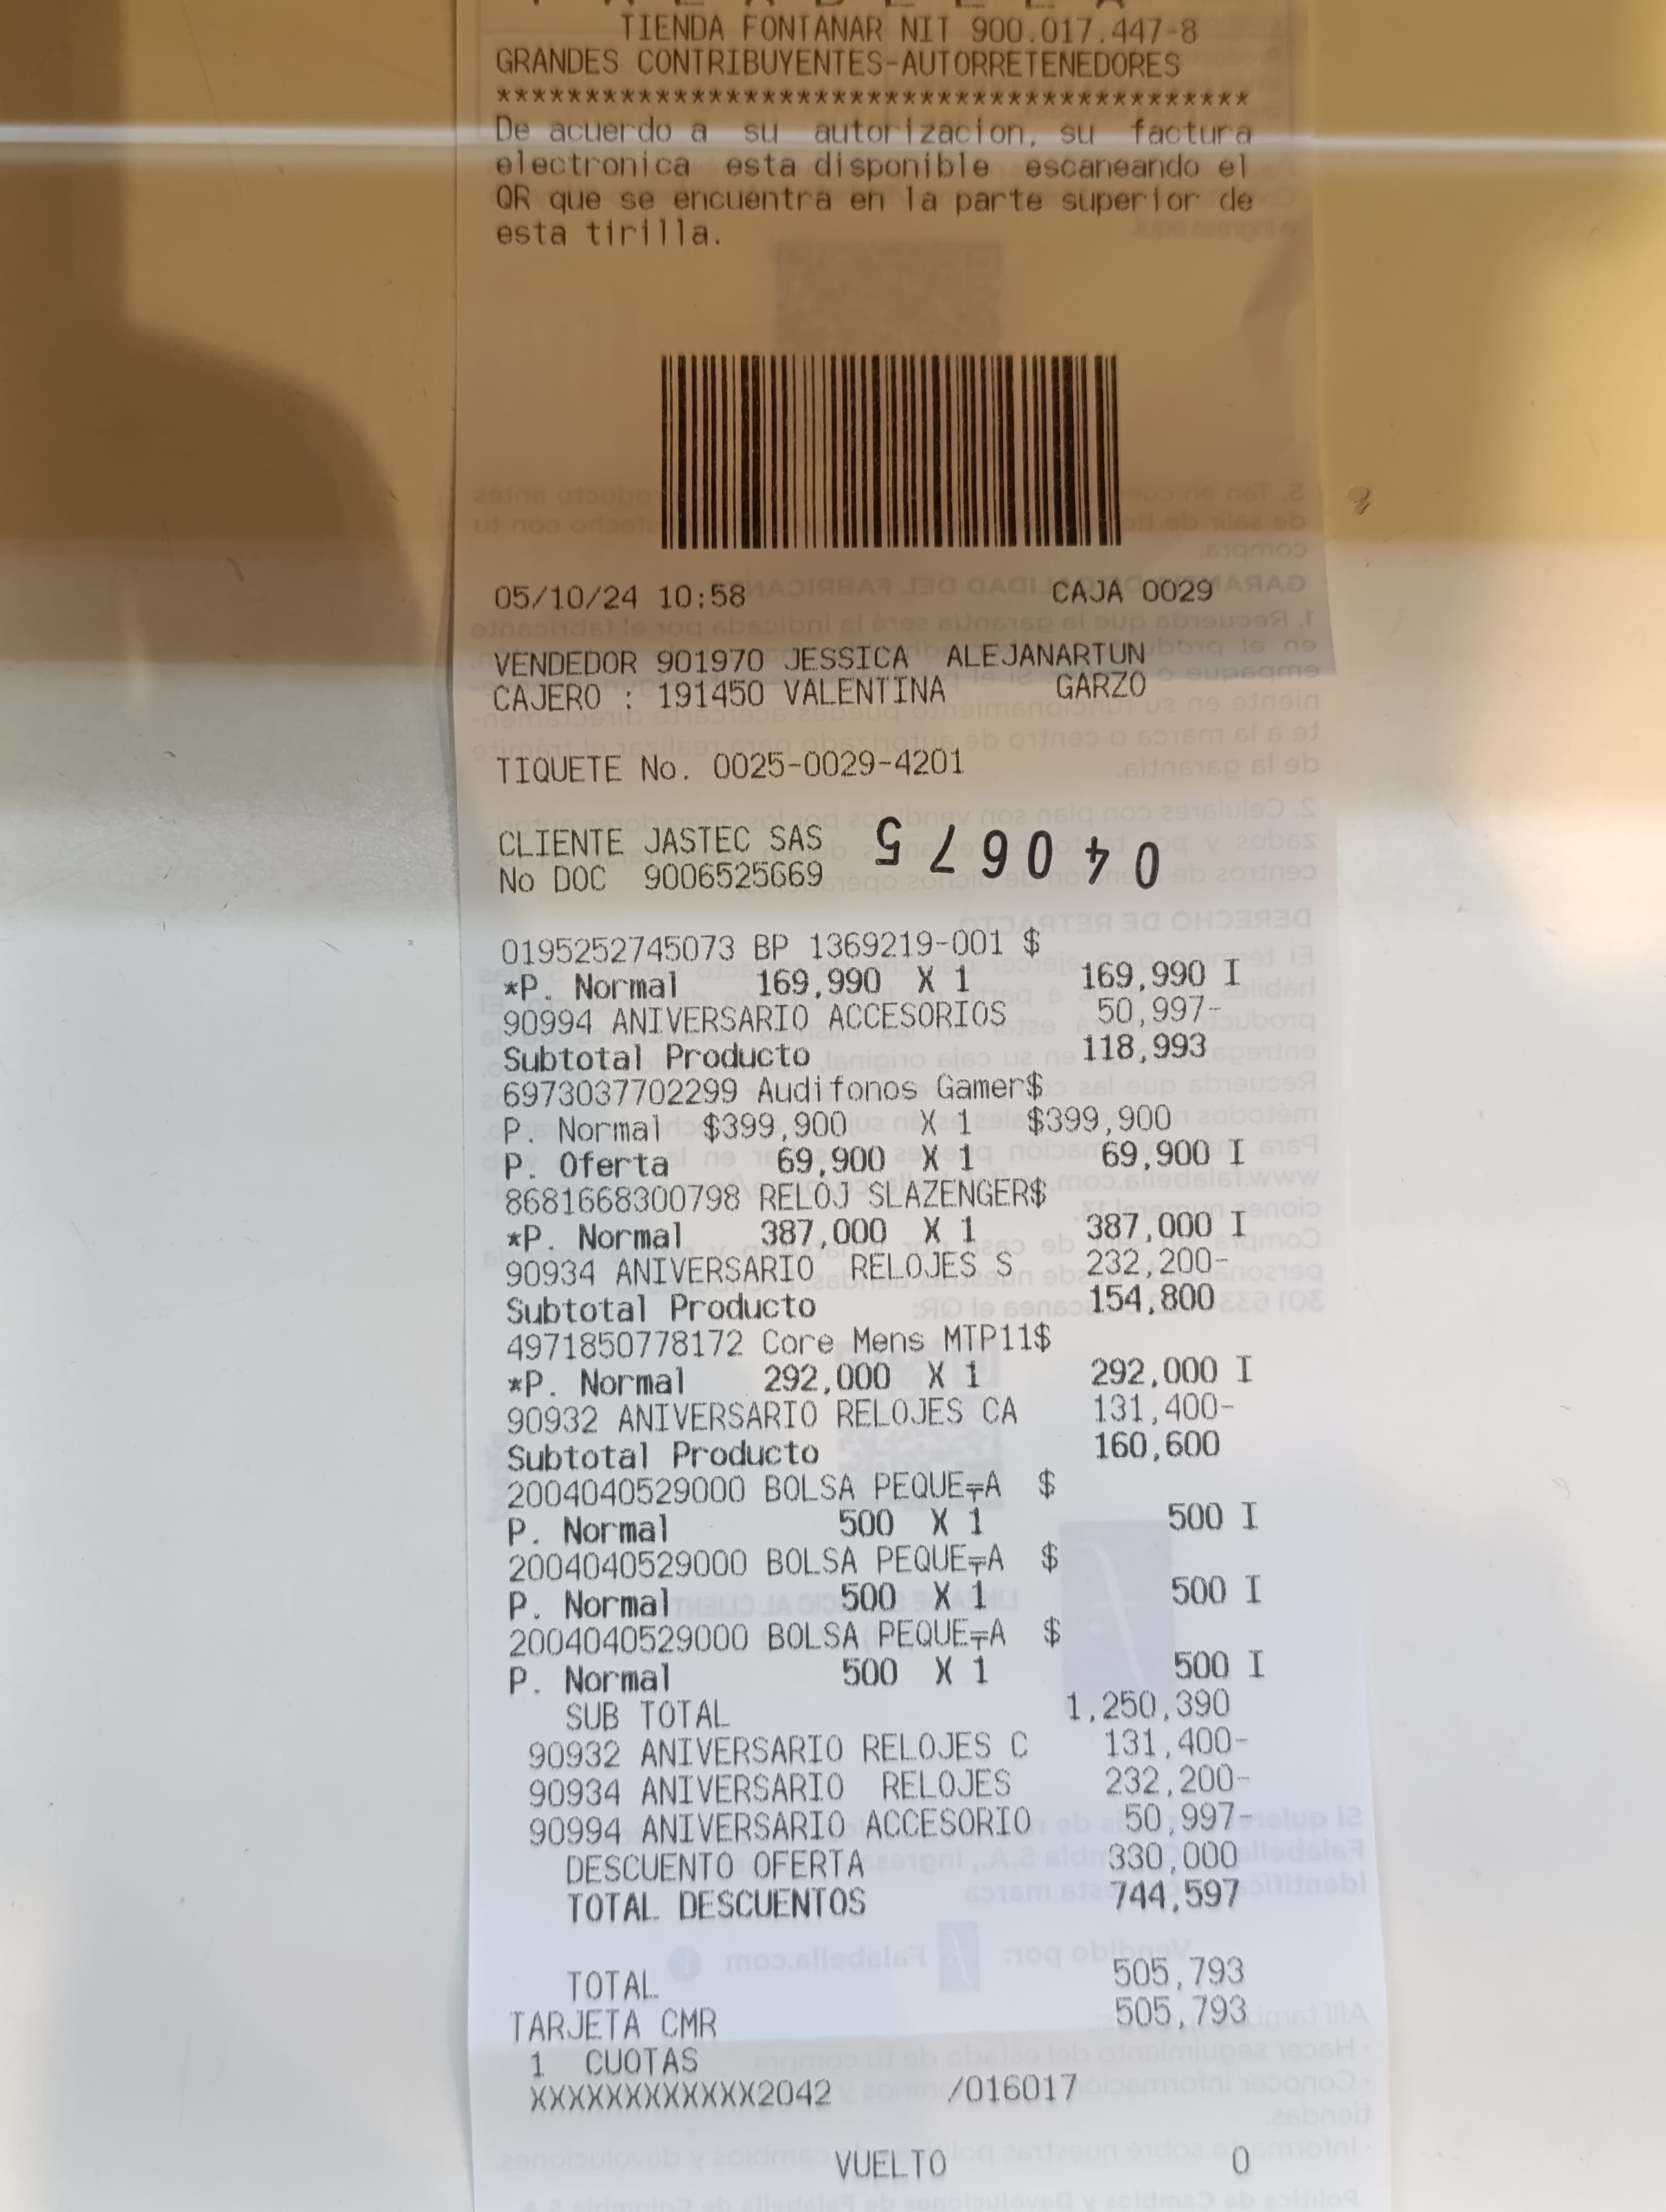 TIENDA FONTANAR NIT 900.017.447-8
GRANDES CONTRIBUYENTES-AUTORRETENEDORES
*******************************************
De acuerdo a su autorizacion, su factura
electronica esta disponible escaneando el
QR que se encuentra en la parte superior de
esta tirilla.
05/10/24 10:58 CAJA 0029
VENDEDOR 901970 JESSICA ALEJANARTUN
CAJERO : 191450 VALENTINA GARZO
TIQUETE No. 0025-0029-4201
CLIENTE JASTEC SAS
No DOC 9006525669
040675
0195252745073 BP 1369219-001 $
*P. Normal 169,990 X 1 169,990 I
90994 ANIVERSARIO ACCESORIOS 50,997-
Subtotal Producto 118,993
6973037702299 Audifonos Gamer$
P. Normal $399,900 X 1 $399,900
P. Oferta 69,900 X 1 69,900 I
8681668300798 RELOJ SLAZENGER$
*P. Normal 387,000 X 1 387,000 I
90934 ANIVERSARIO RELOJES S 232,200-
Subtotal Producto 154,800
4971850778172 Core Mens MTP11$
*P. Normal 292,000 X 1 292,000 I
90932 ANIVERSARIO RELOJES CA 131,400-
Subtotal Producto 160,600
2004040529000 BOLSA PEQUE╤A $
P. Normal 500 X 1 500 I
2004040529000 BOLSA PEQUE╤A $
P. Normal 500 X 1 500 I
2004040529000 BOLSA PEQUE╤A $
P. Normal 500 X 1 500 I
SUB TOTAL 1,250,390
90932 ANIVERSARIO RELOJES C 131,400-
90934 ANIVERSARIO RELOJES 232,200-
90994 ANIVERSARIO ACCESORIO 50,997-
DESCUENTO OFERTA 330,000
TOTAL DESCUENTOS 744,597
TOTAL 505,793
TARJETA CMR 505,793
1 CUOTAS
XXXXXXXXXXXX2042 /016017
VUELTO 0